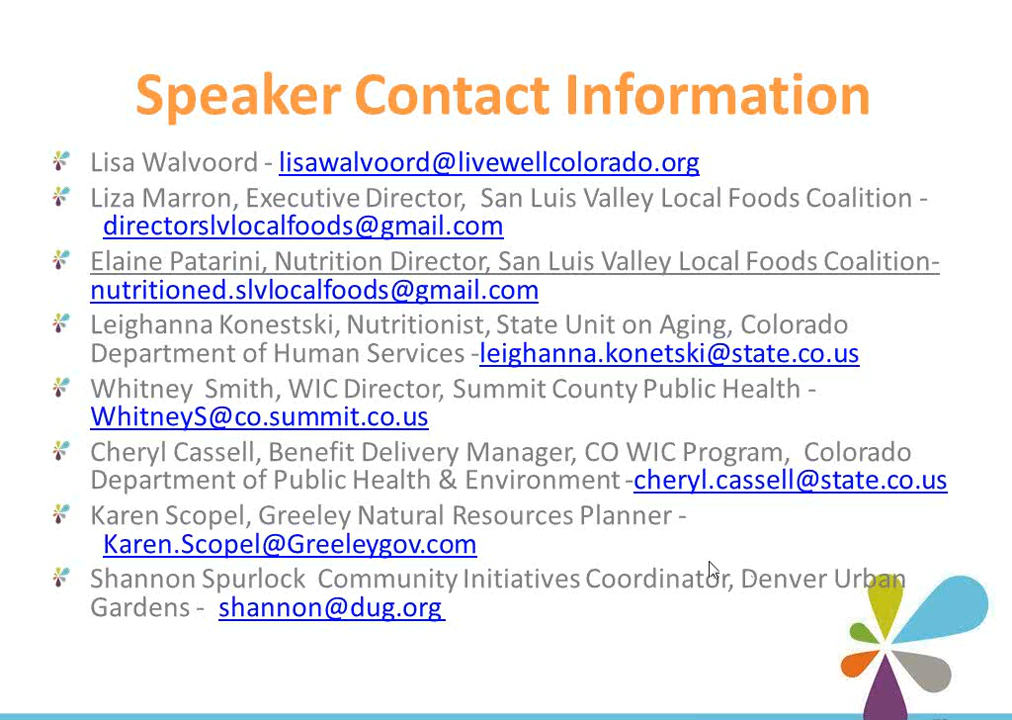 Speaker Contact Information
Lisa Walvoord - lisawalvoord@livewellcolorado.org
Liza Marron, Executive Director, San Luis Valley Local Foods Coalition -
directorslvlocalfoods@gmail.com
Elaine Patarini, Nutrition Director, San Luis Valley Local Foods Coalition-
nutritioned.slvlocalfoods@gmail.com
Leighanna Konestski, Nutritionist, State Unit on Aging, Colorado
Department of Human Services -leighanna.konetski@state.co.us
Whitney Smith, WIC Director, Summit County Public Health -
WhitneyS@co.summit.co.us
Cheryl Cassell, Benefit Delivery Manager, CO WIC Program, Colorado
Department of Public Health & Environment -cheryl.cassell@state.co.us
Karen Scopel, Greeley Natural Resources Planner -
Karen.Scopel@Greeleygov.com
Shannon Spurlock Community Initiatives Coordinator, Denver Urban
Gardens - shannon@dug.org